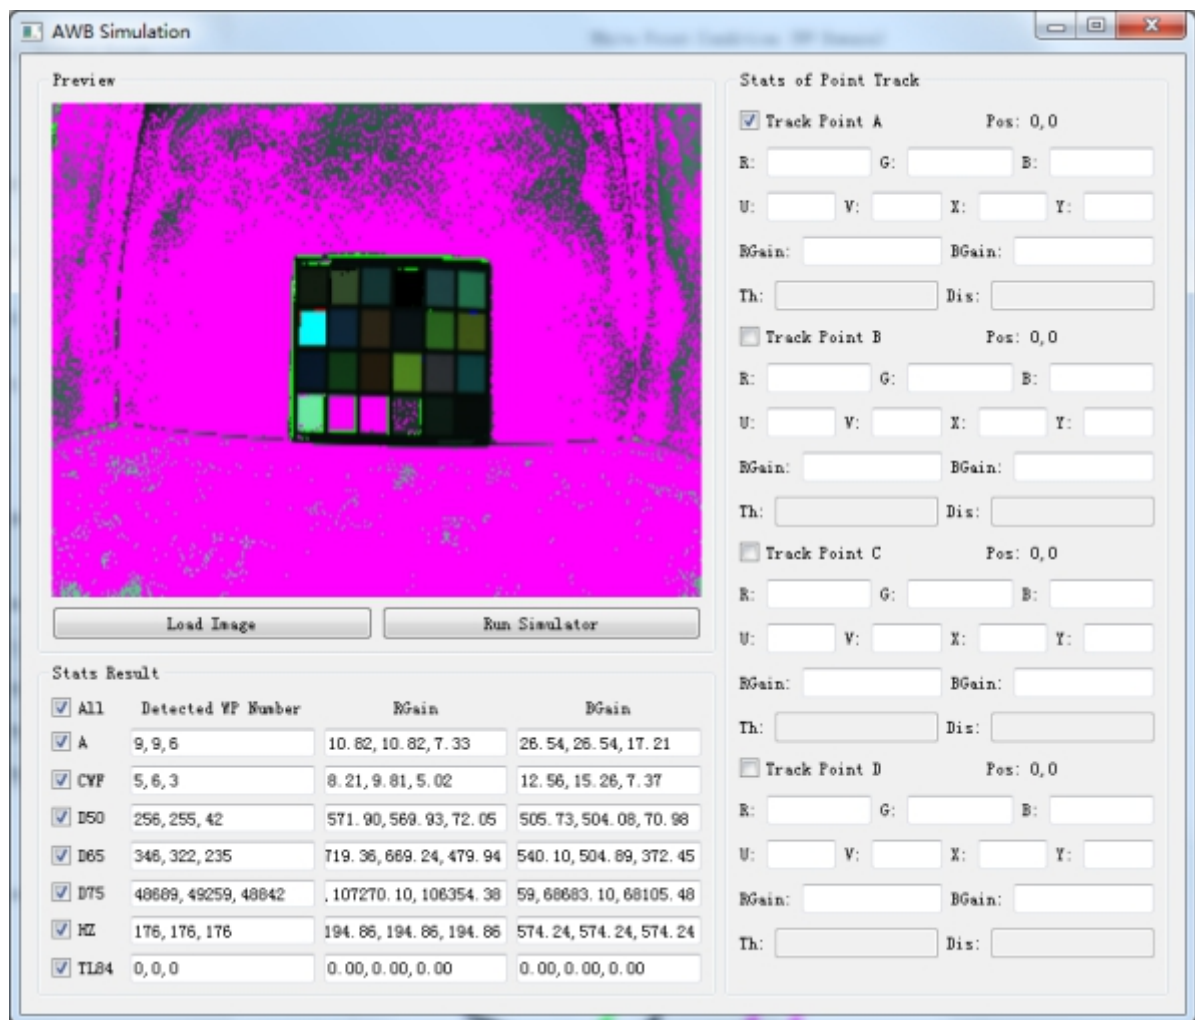 AWB Simulation
Preview
Load Image
Run Simulator
Stats Result
All Detected WP Number RGain BGain
A 9,9,6 10.82,10.82,7.33 26.54,26.54,17.21
CWF 5,6,3 8.21,9.81,5.02 12.56,15.26,7.37
D50 256,255,42 571.90,569.93,72.05 505.73,504.08,70.98
D65 346,322,235 719.36,669.24,479.94 540.10,504.89,372.45
D75 48689,49259,48842 .107270.10,106354.38 59,68683.10,68105.48
HZ 176,176,176 194.86,194.86,194.86 574.24,574.24,574.24
TL84 0,0,0 0.00,0.00,0.00 0.00,0.00,0.00
Stats of Point Track
Track Point A Pos: 0,0
R: G: B:
U: V: X: Y:
RGain: BGain:
Th: Dis:
Track Point B Pos: 0,0
R: G: B:
U: V: X: Y:
RGain: BGain:
Th: Dis:
Track Point C Pos: 0,0
R: G: B:
U: V: X: Y:
RGain: BGain:
Th: Dis:
Track Point D Pos: 0,0
R: G: B:
U: V: X: Y:
RGain: BGain:
Th: Dis: